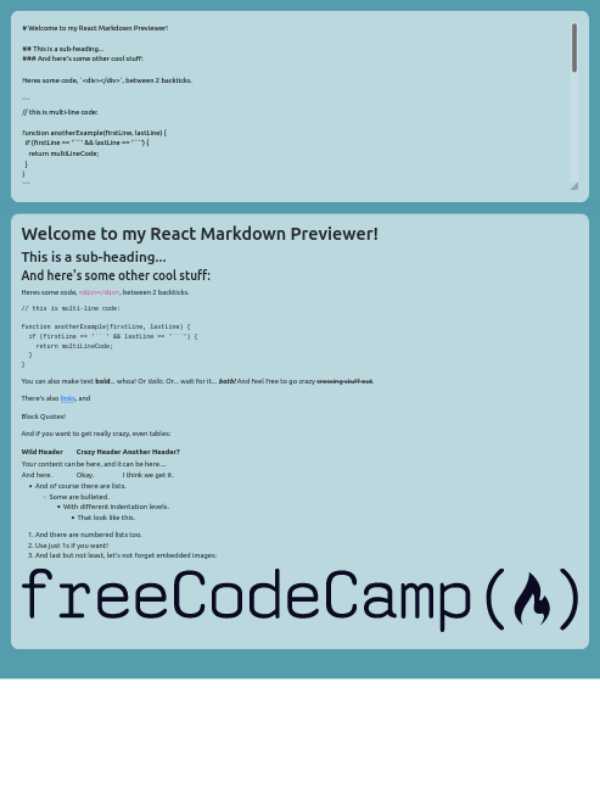 # Welcome to my React Markdown Previewer!
## This is a sub-heading...
### And here's some other cool stuff:
Heres some code, `<div></div>`, between 2 backticks.
```
// this is multi-line code:
function anotherExample(firstLine, lastLine) {
if (firstLine == '```' && lastLine == '```') {
return multiLineCode;
}
}
```
Welcome to my React Markdown Previewer!
This is a sub-heading...
And here's some other cool stuff:
Heres some code, <div></div>, between 2 backticks.
// this is multi-line code:
function anotherExample(firstLine, lastLine) {
if (firstLine == '```' && lastLine == '```') {
return multiLineCode;
}
}
You can also make text bold... whoa! Or italic. Or... wait for it... both! And feel free to go crazy crossing stuff out.
There's also links, and
Block Quotes!
And if you want to get really crazy, even tables:
Wild Header Crazy Header Another Header?
Your content can be here, and it can be here....
And here. Okay. I think we get it.
• And of course there are lists.
◦ Some are bulleted.
▪ With different indentation levels.
▪ That look like this.
1. And there are numbered lists too.
2. Use just 1s if you want!
3. And last but not least, let's not forget embedded images:
freeCodeCamp( )